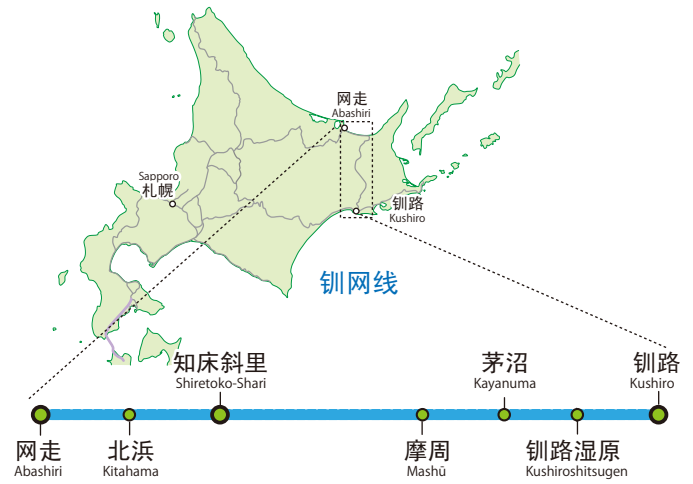 网走
Abashiri
Sapporo
札幌
钏路
Kushiro
钏网线
知床斜里
Shiretoko-Shari
茅沼
Kayanuma
钏路
Kushiro
网走
Abashiri
北浜
Kitahama
摩周
Mashū
钏路湿原
Kushiroshitsugen